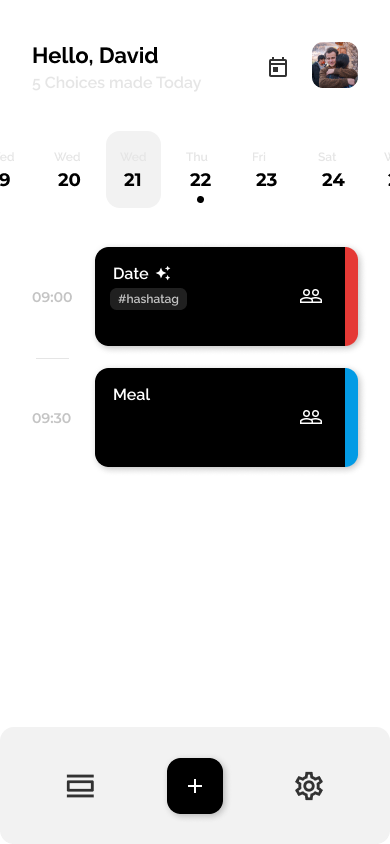 Hello, David
5 Choices made Today
ed Wed Wed Thu Fri Sat W
9 20 21 22 23 24
Date
#hashatag
09:00
Meal
09:30